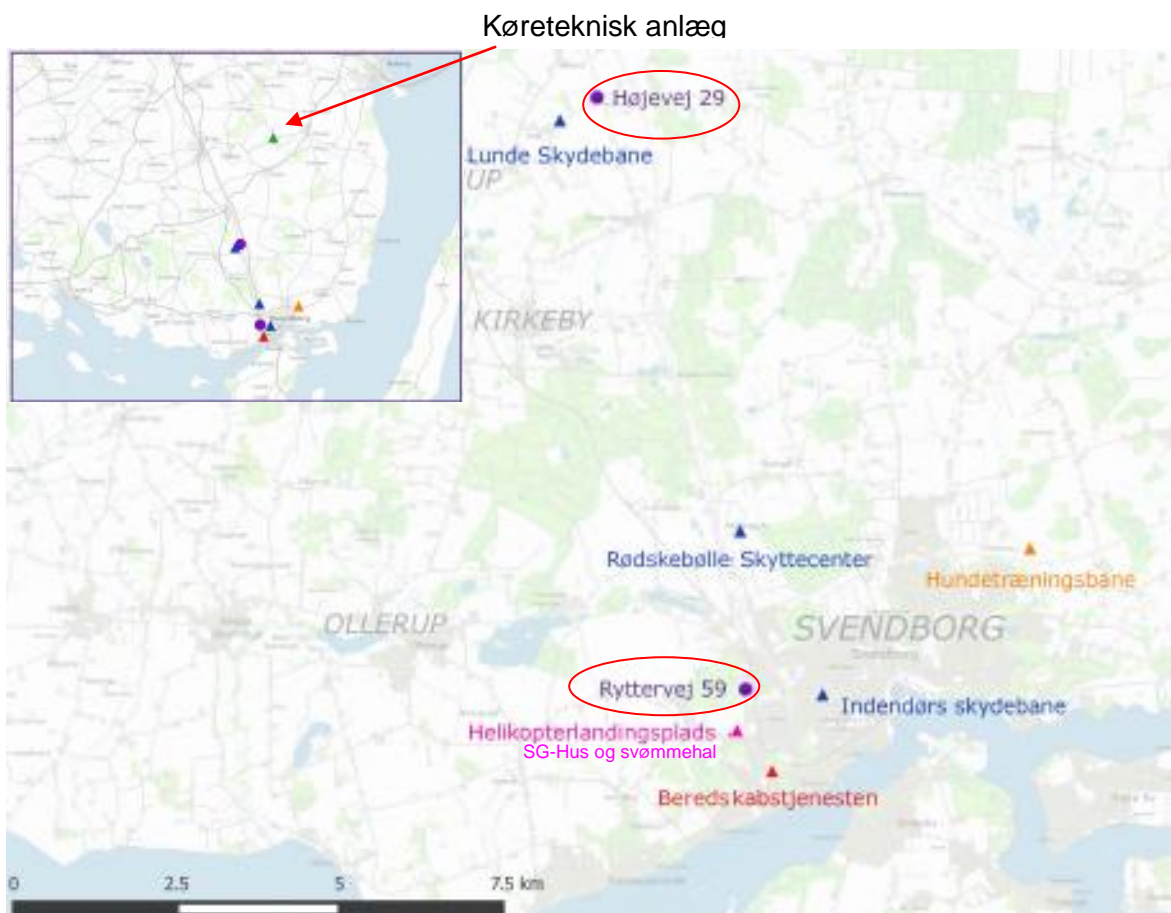 Køreteknisk anlæg
Højevej 29
Lunde Skydebane
UP
KIRKEBY
Rødskebølle Skyttecenter
Hundetræningsbane
OLLERUP
SVENDBORG
Ryttervej 59
Indendørs skydebane
Helikopterlandingsplads
SG-Hus og svømmehal
Beredskabstjenesten
0 2.5 5 7.5 km